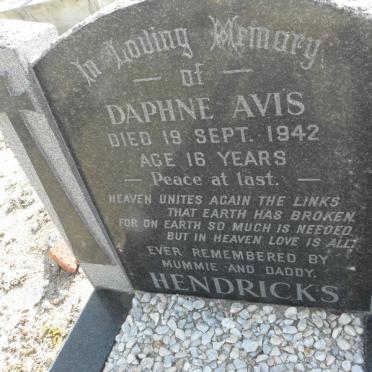 In Loving Memory
— of —
DAPHNE AVIS
DIED 19 SEPT. 1942
AGE 16 YEARS
— Peace at last. —
HEAVEN UNITES AGAIN THE LINKS
THAT EARTH HAS BROKEN.
FOR ON EARTH SO MUCH IS NEEDED
BUT IN HEAVEN LOVE IS ALL.
EVER REMEMBERED BY
MUMMIE AND DADDY.
HENDRICKS